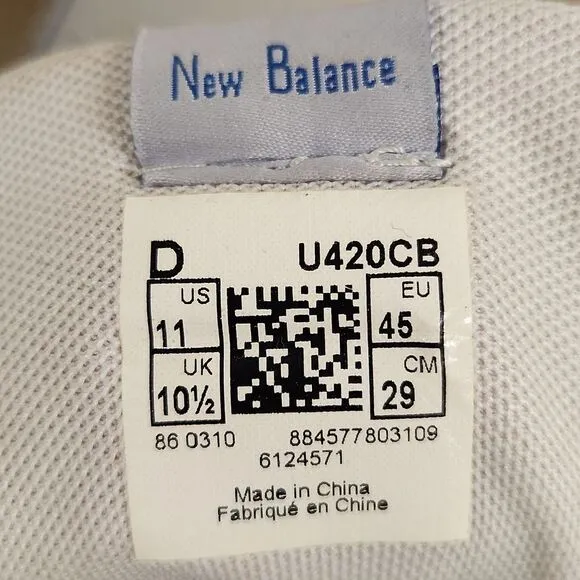 New Balance
D U420CB
US EU
11 45
UK CM
10½ 29
86 0310 884577803109
6124571
Made in China
Fabriqué en Chine